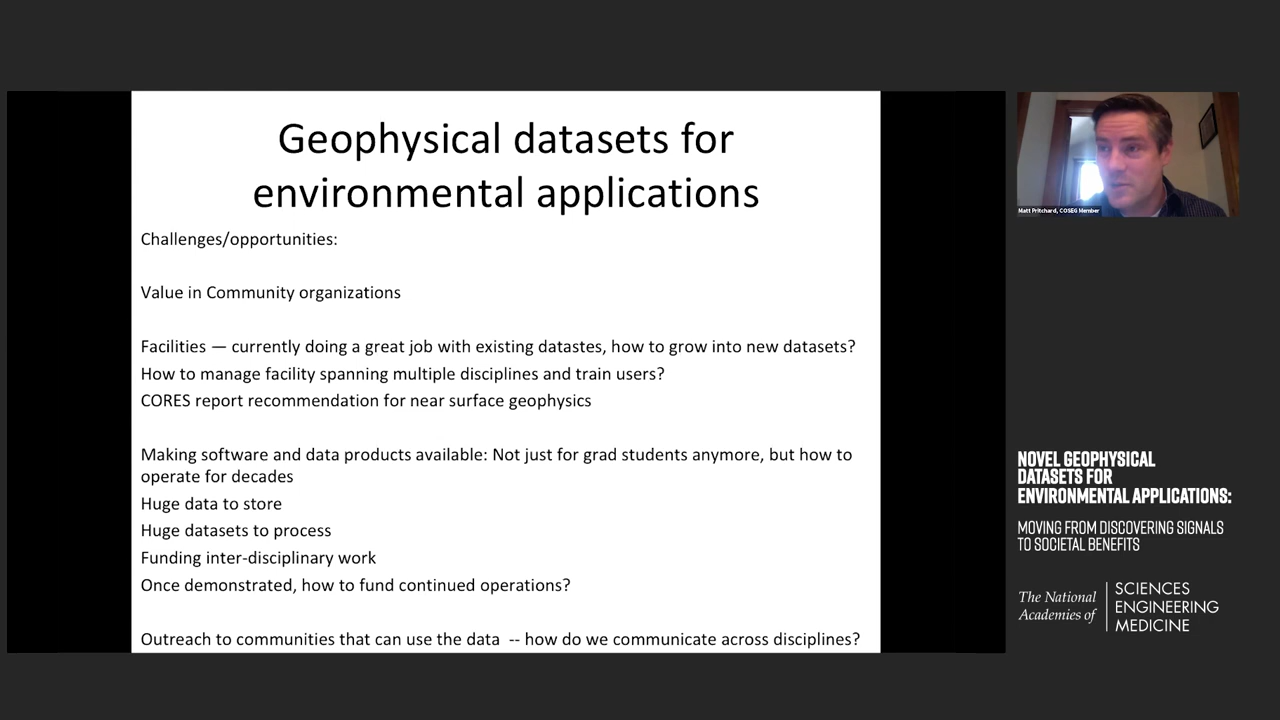 Geophysical datasets for
environmental applications
Challenges/opportunities:
Value in Community organizations
Facilities — currently doing a great job with existing datastes, how to grow into new datasets?
How to manage facility spanning multiple disciplines and train users?
CORES report recommendation for near surface geophysics
Making software and data products available: Not just for grad students anymore, but how to
operate for decades
Huge data to store
Huge datasets to process
Funding inter-disciplinary work
Once demonstrated, how to fund continued operations?
Outreach to communities that can use the data -- how do we communicate across disciplines?
Matt Pritchard, COSEG Member
NOVEL GEOPHYSICAL
DATASETS FOR
ENVIRONMENTAL APPLICATIONS:
MOVING FROM DISCOVERING SIGNALS
TO SOCIETAL BENEFITS
The National
Academies of
SCIENCES
ENGINEERING
MEDICINE